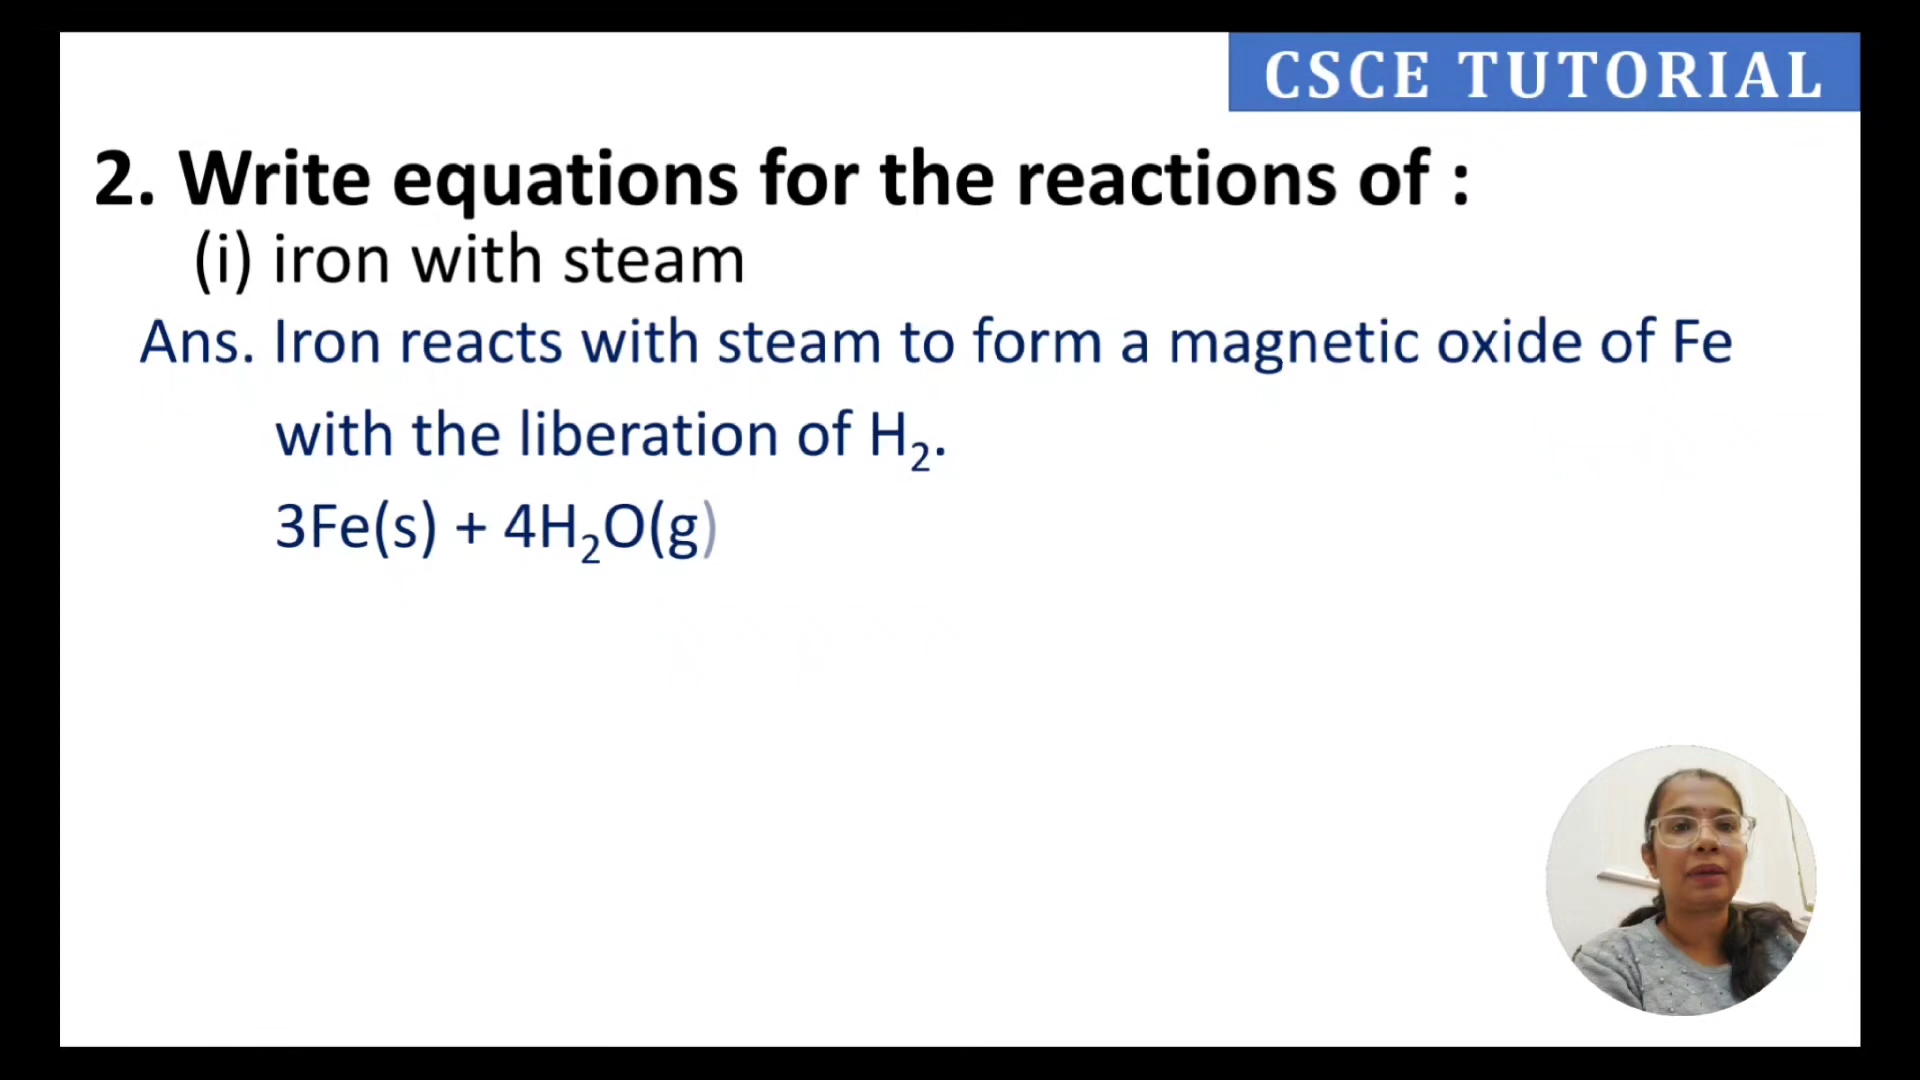 CSCE TUTORIAL
2. Write equations for the reactions of :
(i) iron with steam
Ans. Iron reacts with steam to form a magnetic oxide of Fe
with the liberation of H₂.
3Fe(s) + 4H₂O(g)